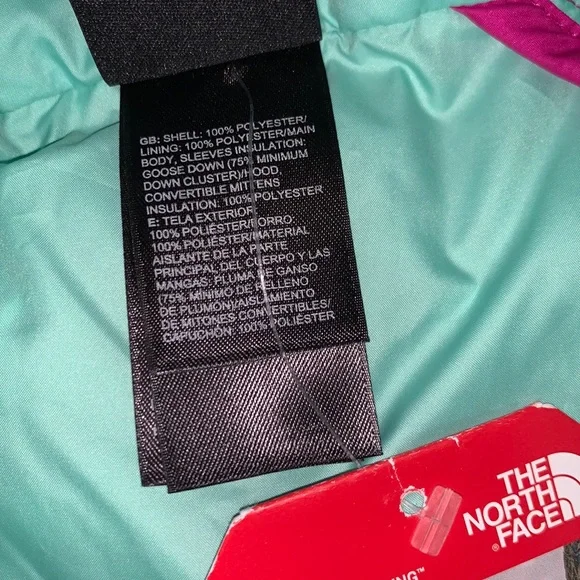 GB: SHELL: 100% POLYESTER/
LINING: 100% POLYESTER/MAIN
BODY, SLEEVES INSULATION:
GOOSE DOWN (75% MINIMUM
DOWN CLUSTER)/HOOD,
CONVERTIBLE MITTENS
INSULATION: 100% POLYESTER
E: TELA EXTERIOR:
100% POLIÉSTER/FORRO:
100% POLIÉSTER/MATERIAL
AISLANTE DE LA PARTE
PRINCIPAL DEL CUERPO Y LAS
MANGAS: PLUMA DE GANSO
(75% MÍNIMO DE RELLENO
DE PLUMÓN)/AISLAMIENTO
DE MITONES CONVERTIBLES,
CAPUCHÓN: 100% POLIÉSTER
THE
NORTH
FACE